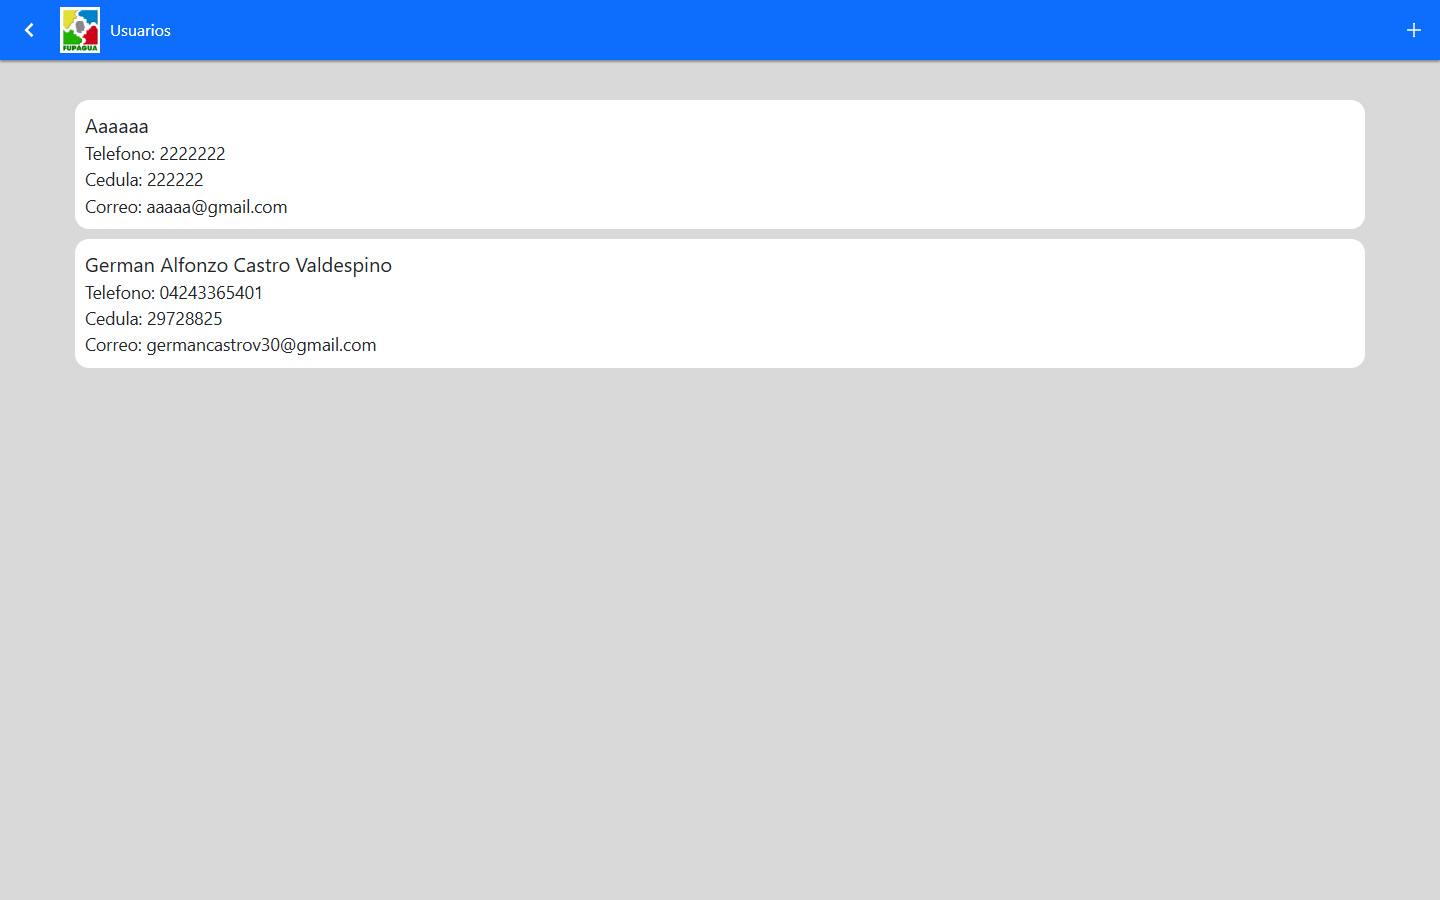 FUPAGUA
Usuarios
Aaaaaa
Telefono: 2222222
Cedula: 222222
Correo: aaaaa@gmail.com
German Alfonzo Castro Valdespino
Telefono: 04243365401
Cedula: 29728825
Correo: germancastrov30@gmail.com